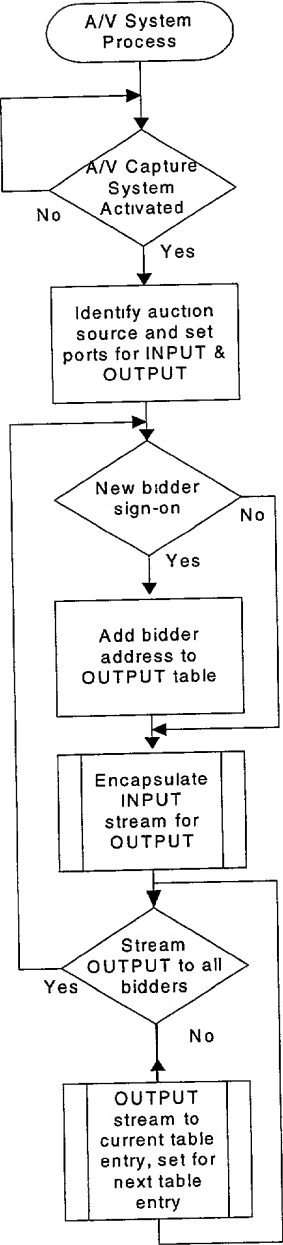 A/V System
Process
A/V Capture
System
Activated
No
Yes
Identify auction
source and set
ports for INPUT &
OUTPUT
New bidder
sign-on
No
Yes
Add bidder
address to
OUTPUT table
Encapsulate
INPUT
stream for
OUTPUT
Stream
OUTPUT to all
bidders
Yes
No
OUTPUT
stream to
current table
entry, set for
next table
entry